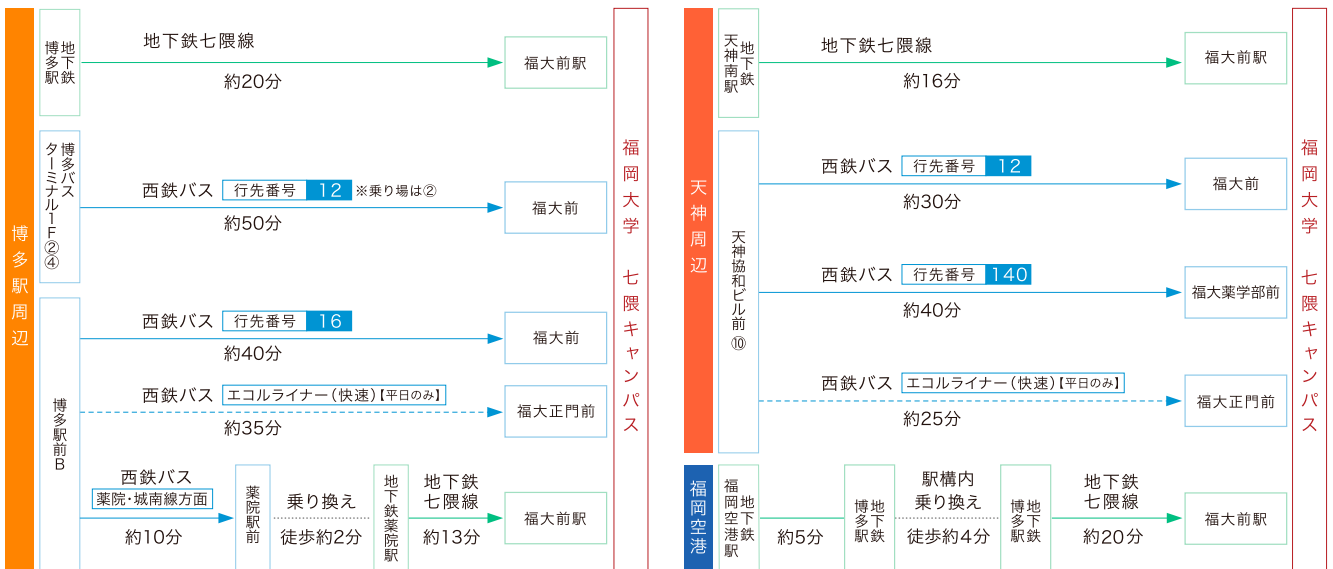 博多駅周辺
地下鉄
博多駅
地下鉄七隈線
約20分
福大前駅
博多バス
ターミナル1F②④
西鉄バス 行先番号 12 ※乗り場は②
約50分
福大前
博多駅前B
西鉄バス 行先番号 16
約40分
福大前
西鉄バス エコルライナー(快速)【平日のみ】
約35分
福大正門前
西鉄バス
薬院・城南線方面
約10分
薬院駅前
乗り換え
徒歩約2分
地下鉄薬院駅
地下鉄
七隈線
約13分
福大前駅
福岡大学 七隈キャンパス
天神周辺
地下鉄
天神南駅
地下鉄七隈線
約16分
福大前駅
天神協和ビル前⑩
西鉄バス 行先番号 12
約30分
福大前
西鉄バス 行先番号 140
約40分
福大薬学部前
西鉄バス エコルライナー(快速)【平日のみ】
約25分
福大正門前
福岡空港
地下鉄
福岡空港駅
約5分
地下鉄
博多駅
駅構内
乗り換え
徒歩約4分
地下鉄
博多駅
地下鉄
七隈線
約20分
福大前駅
福岡大学 七隈キャンパス